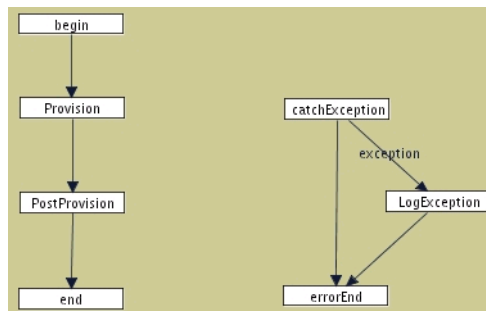 begin
Provision
catchException
exception
PostProvision
LogException
end
errorEnd